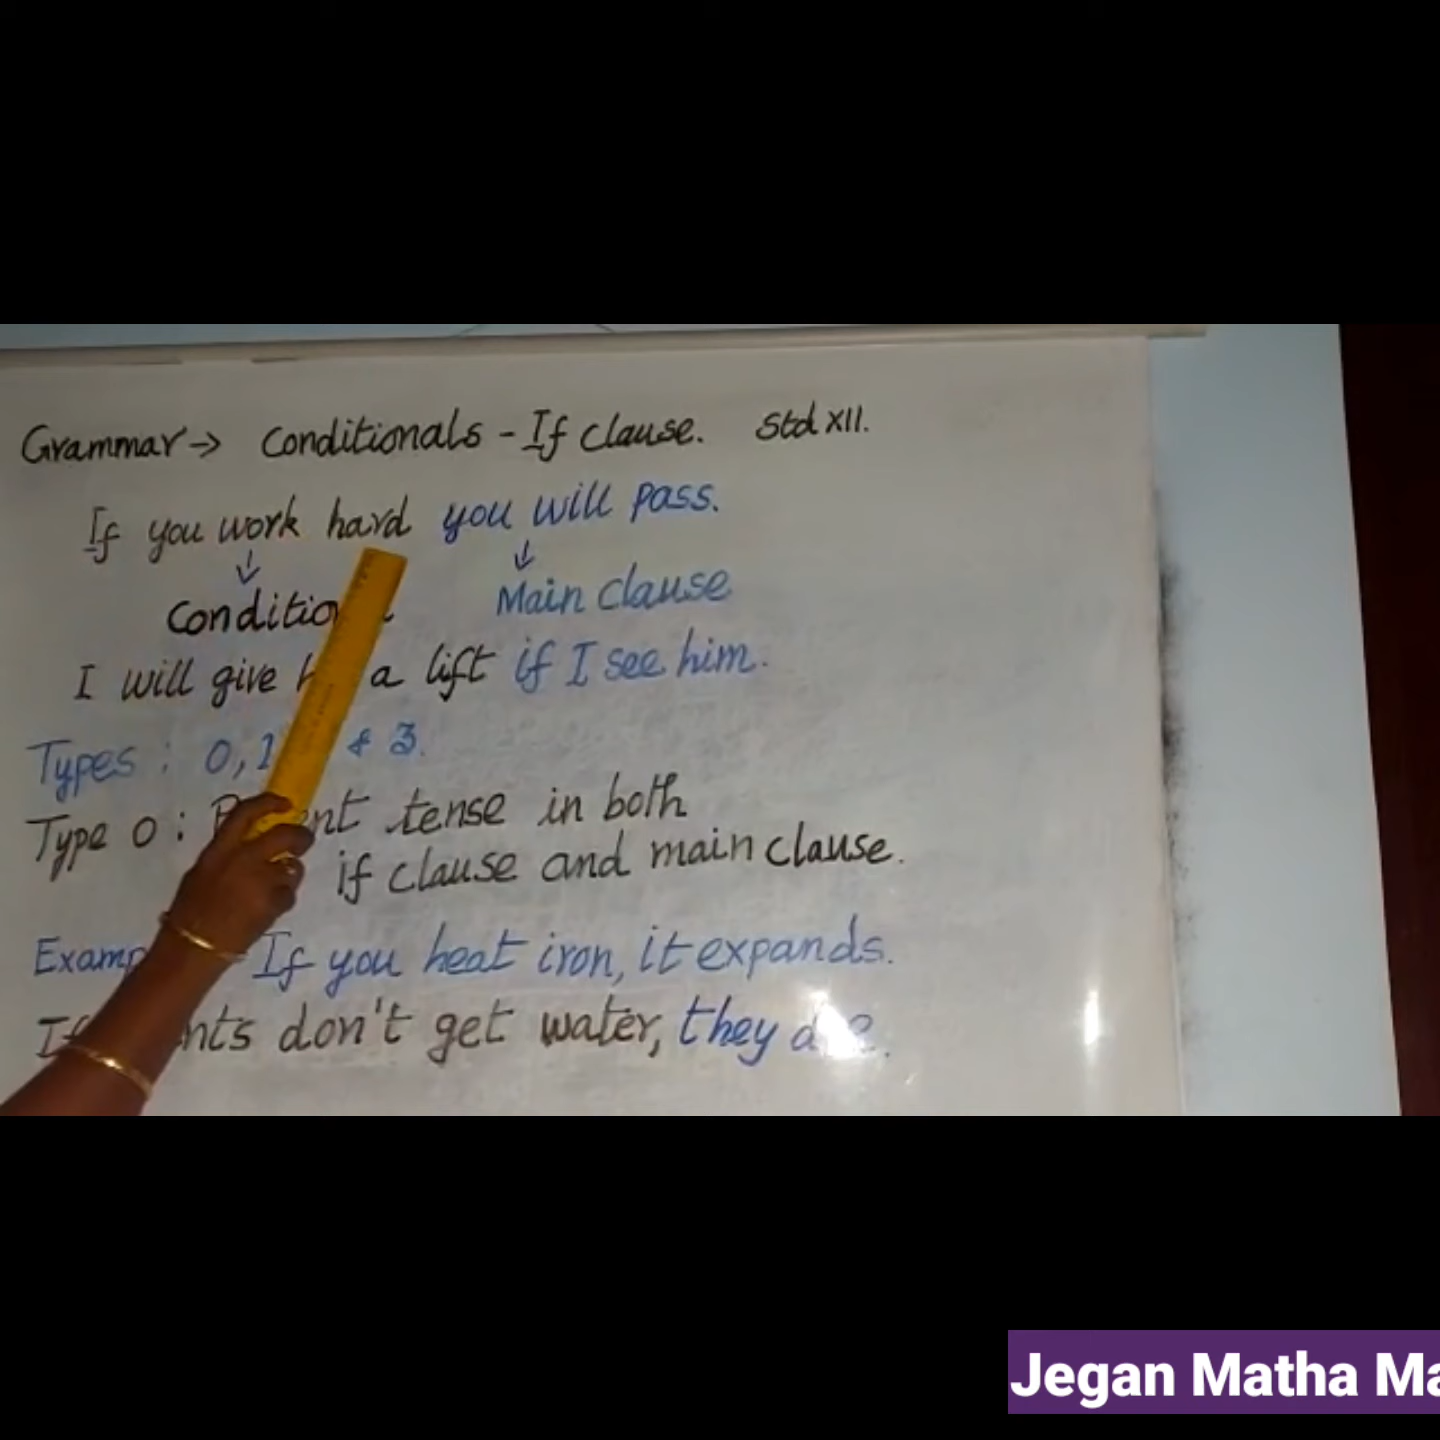 Grammar → Conditionals - If clause. Std XII.
If you work hard you will pass.
↓ ↓
Main clause
I will give a lift if I see him.
Types : 0, 1 & 3.
Type 0 : tense in both
if clause and main clause.
If you heat iron, it expands.
don't get water, they
Jegan Matha